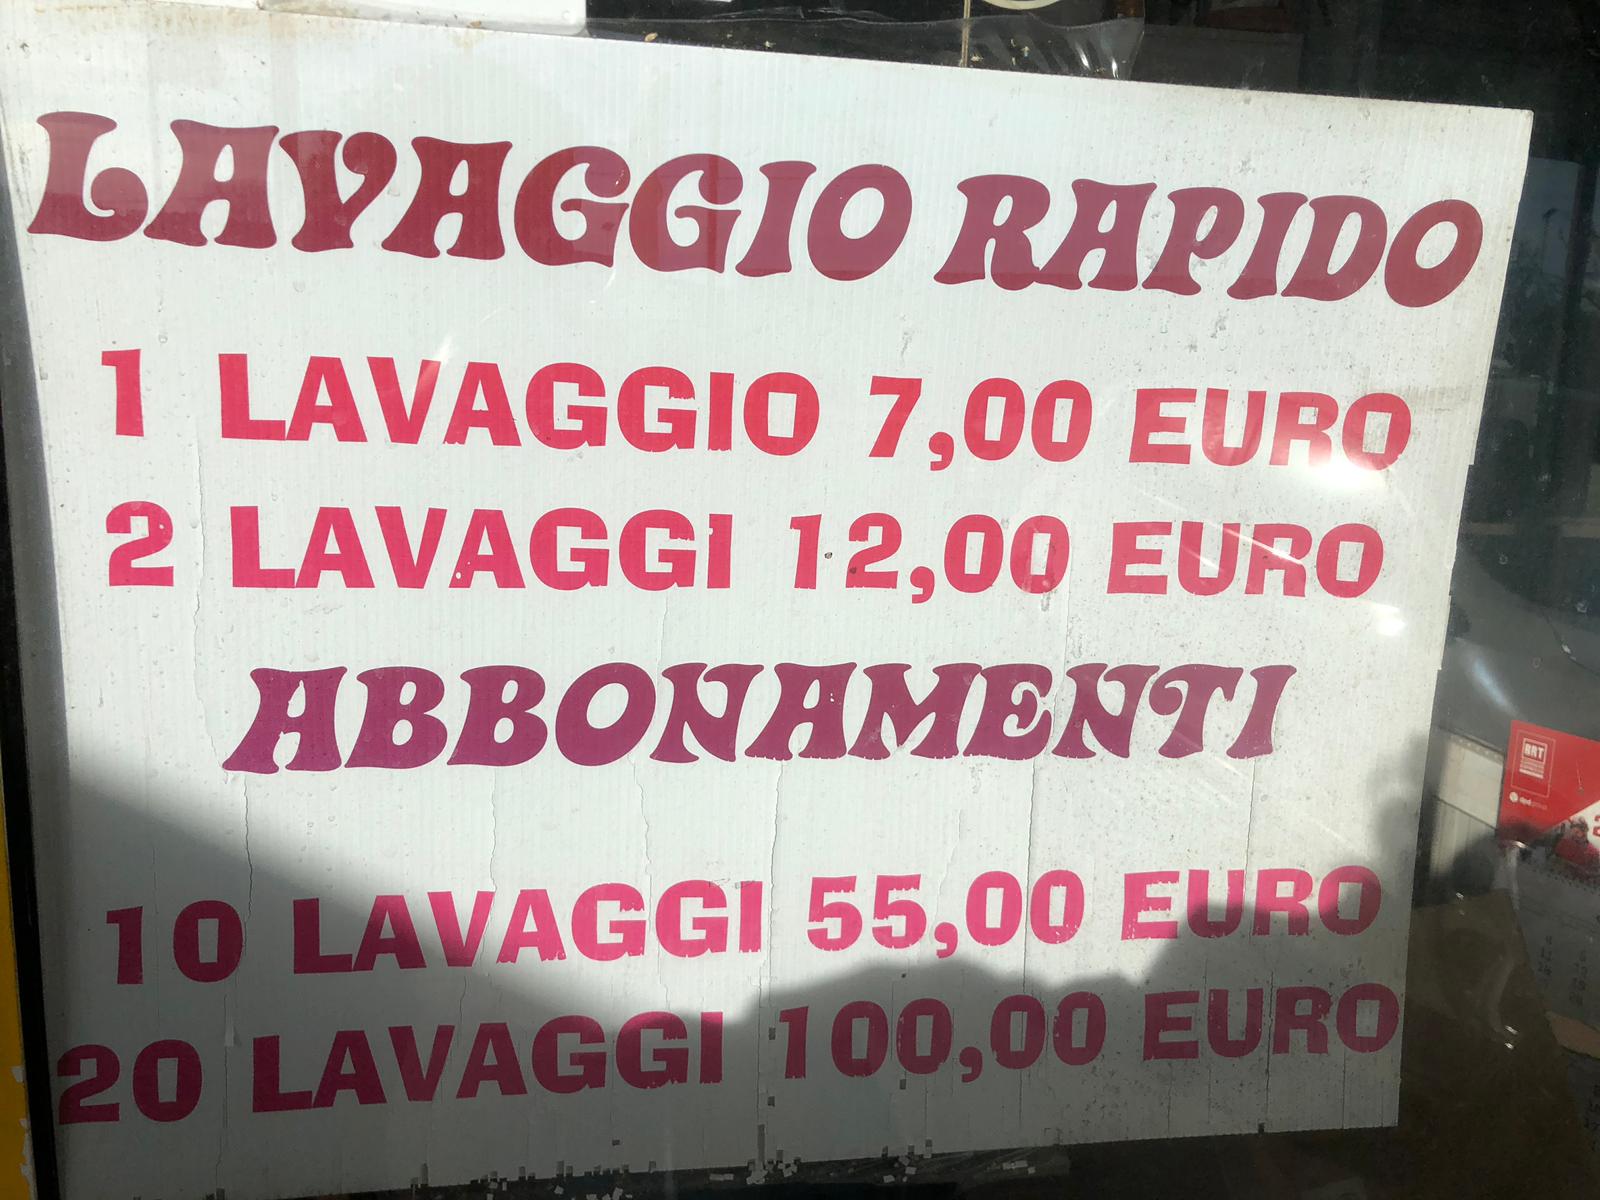 LAVAGGIO RAPIDO
1 LAVAGGIO 7,00 EURO
2 LAVAGGI 12,00 EURO
ABBONAMENTI
10 LAVAGGI 55,00 EURO
20 LAVAGGI 100,00 EURO
BRT